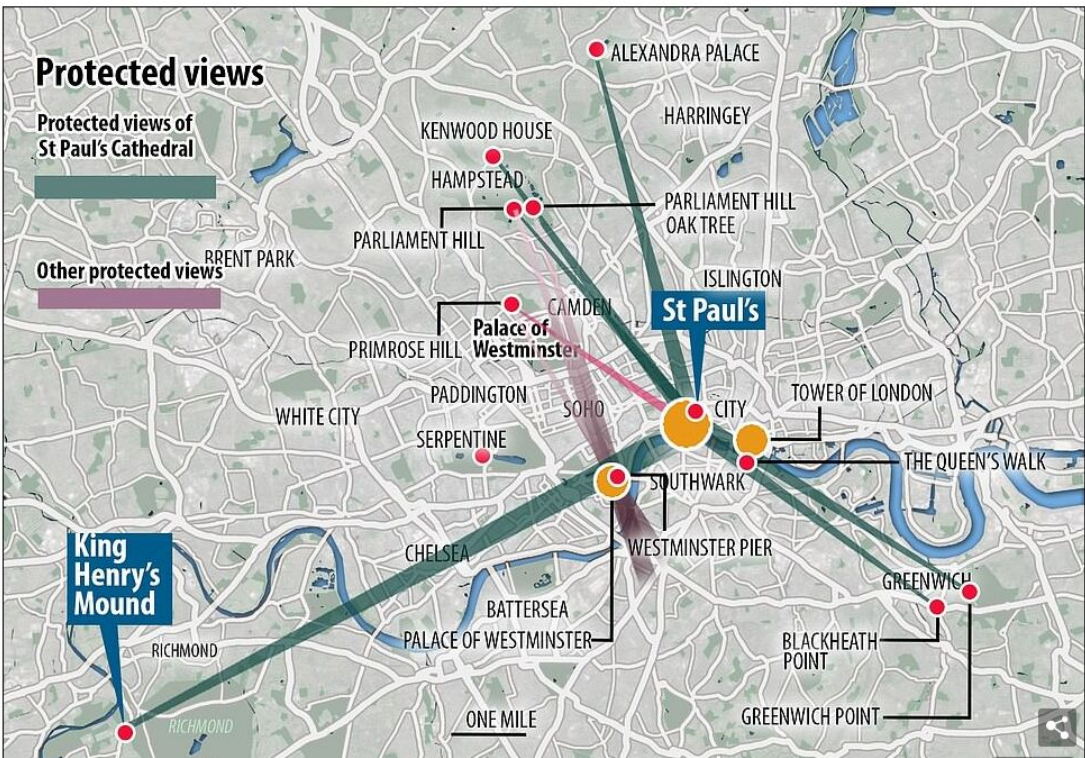 Protected views
Protected views of
St Paul's Cathedral
Other protected views
ALEXANDRA PALACE
HARRINGEY
KENWOOD HOUSE
HAMPSTEAD
PARLIAMENT HILL
OAK TREE
PARLIAMENT HILL
BRENT PARK
ISLINGTON
CAMDEN
St Paul's
Palace of
Westminster
PRIMROSE HILL
PADDINGTON
TOWER OF LONDON
WHITE CITY
SOHO
CITY
SERPENTINE
THE QUEEN'S WALK
SOUTHWARK
WESTMINSTER PIER
CHELSEA
King
Henry's
Mound
GREENWICH
BATTERSEA
PALACE OF WESTMINSTER
BLACKHEATH
POINT
RICHMOND
RICHMOND
ONE MILE
GREENWICH POINT